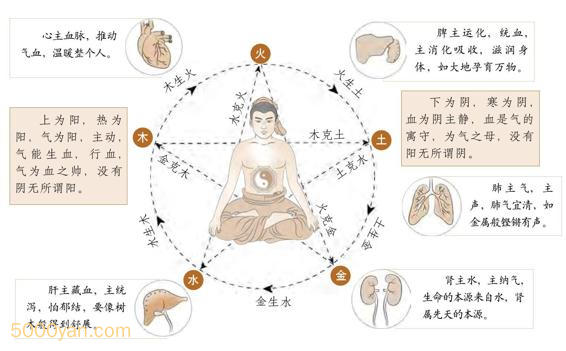 心主血脉，推动
气血，温暖整个人。
脾主运化，统血，
主消化吸收，滋润身
体，如大地孕育万物。
火
木生火
火生土
水克火
上为阳，热为
阳，气为阳，主动，
气能生血，行血，
气为血之帅，没有
阴无所谓阳。
木
木克土
土
下为阴，寒为阴，
血为阴主静，血是气的
寓守，为气之母，没有
阳无所谓阴。
金克木
土克水
肺主气，主
声，肺气宜清，如
金属般铿锵有声。
水生木
火克金
土生金
水
金
金生水
肝主藏血，主统
泻，怕郁结，要像树
木般得到舒展。
肾主水，主纳气，
生命的本源来自水，肾
属先天的本源。
5000yan.com